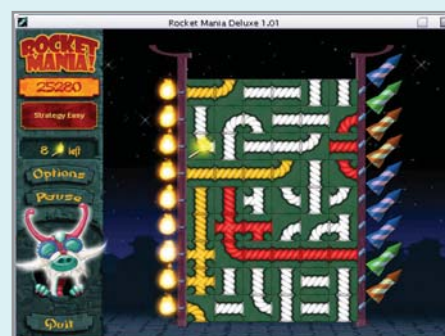 Rocket Mania Deluxe 1.01
ROCKET
MANIA!
25280
Strategy Easy
8 left
Options
Pause
Quit